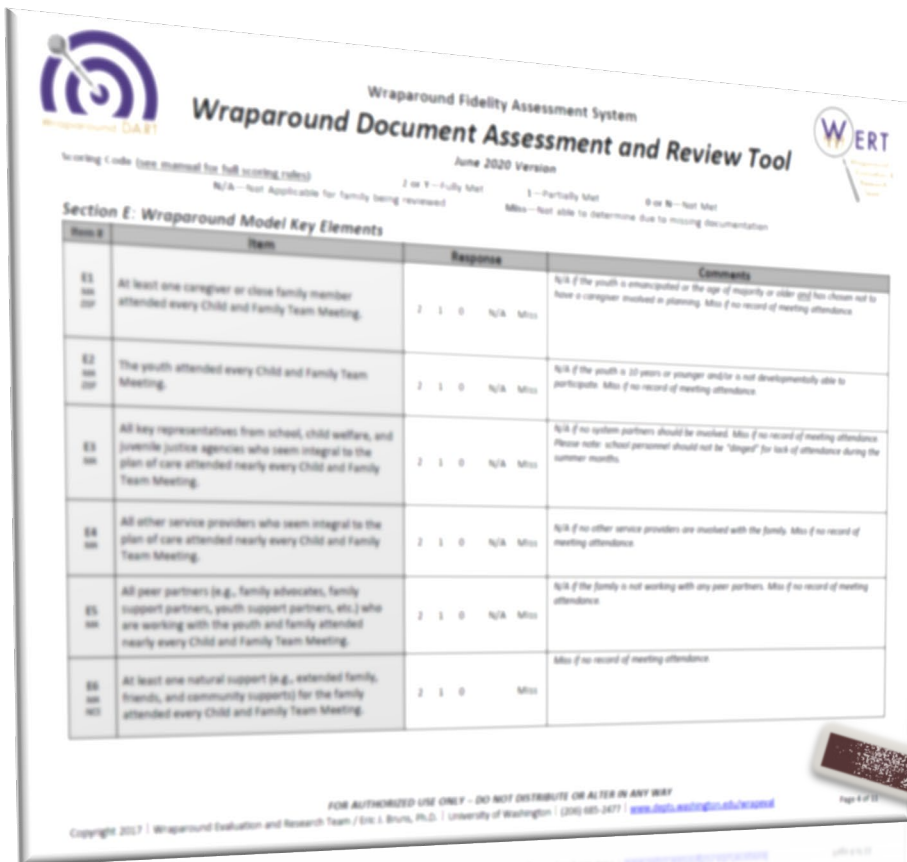 Wraparound Fidelity Assessment System
Wraparound Document Assessment and Review Tool
June 2020 Version
Wraparound DART
WERT
Scoring Code (see manual for full scoring rules)
2 or Y—Fully Met 1—Partially Met 0 or N—Not Met
N/A—Not Applicable for family being reviewed Miss—Not able to determine due to missing documentation
Section E: Wraparound Model Key Elements
Item # Item Response Comments
E1
At least one caregiver or close family member
attended every Child and Family Team Meeting.
2 1 0 N/A Miss
N/A if the youth is emancipated or the age of majority or older and has chosen not to
have a caregiver involved in planning. Miss if no record of meeting attendance.
E2
The youth attended every Child and Family Team
Meeting.
2 1 0 N/A Miss
N/A if the youth is 10 years or younger and/or is not developmentally able to
participate. Miss if no record of meeting attendance.
E3
All key representatives from school, child welfare, and
juvenile justice agencies who seem integral to the
plan of care attended nearly every Child and Family
Team Meeting.
2 1 0 N/A Miss
N/A if no system partners should be involved. Miss if no record of meeting attendance.
Please note: school personnel should not be "dinged" for lack of attendance during the
summer months.
E4
All other service providers who seem integral to the
plan of care attended nearly every Child and Family
Team Meeting.
2 1 0 N/A Miss
N/A if no other service providers are involved with the family. Miss if no record of
meeting attendance.
E5
All peer partners (e.g., family advocates, family
support partners, youth support partners, etc.) who
are working with the youth and family attended
nearly every Child and Family Team Meeting.
2 1 0 N/A Miss
N/A if the family is not working with any peer partners. Miss if no record of meeting
attendance.
E6
At least one natural support (e.g., extended family,
friends, and community supports) for the family
attended every Child and Family Team Meeting.
2 1 0 Miss
Miss if no record of meeting attendance.
FOR AUTHORIZED USE ONLY – DO NOT DISTRIBUTE OR ALTER IN ANY WAY
Copyright 2017 | Wraparound Evaluation and Research Team / Eric J. Bruns, Ph.D. | University of Washington | (206) 685-2477 | www.depts.washington.edu/wrapeval
Page 4 of